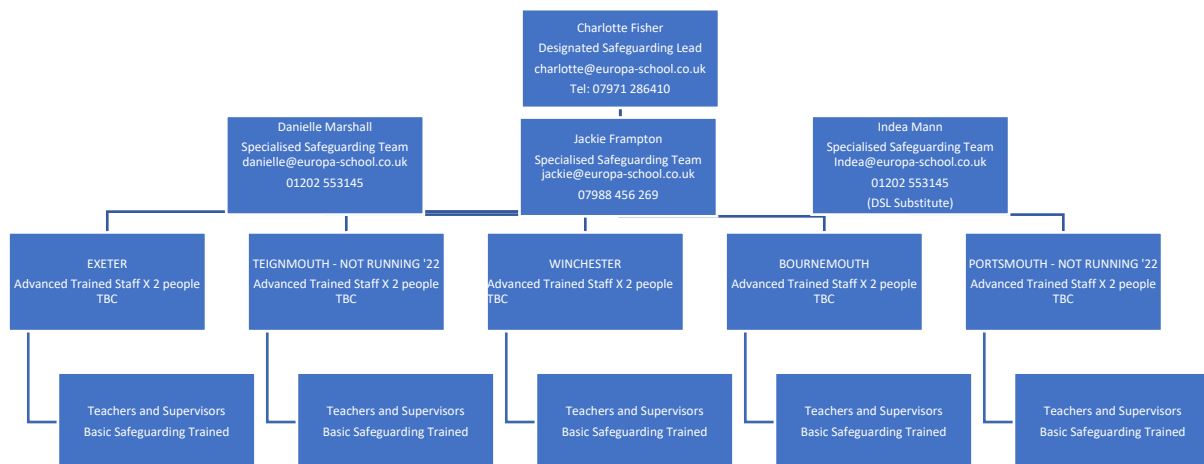 Charlotte Fisher
Designated Safeguarding Lead
charlotte@europa-school.co.uk
Tel: 07971 286410
Danielle Marshall
Specialised Safeguarding Team
danielle@europa-school.co.uk
01202 553145
Jackie Frampton
Specialised Safeguarding Team
jackie@europa-school.co.uk
07988 456 269
Indea Mann
Specialised Safeguarding Team
Indea@europa-school.co.uk
01202 553145
(DSL Substitute)
EXETER
Advanced Trained Staff X 2 people
TBC
TEIGNMOUTH - NOT RUNNING '22
Advanced Trained Staff X 2 people
TBC
WINCHESTER
Advanced Trained Staff X 2 people
TBC
BOURNEMOUTH
Advanced Trained Staff X 2 people
TBC
PORTSMOUTH - NOT RUNNING '22
Advanced Trained Staff X 2 people
TBC
Teachers and Supervisors
Basic Safeguarding Trained
Teachers and Supervisors
Basic Safeguarding Trained
Teachers and Supervisors
Basic Safeguarding Trained
Teachers and Supervisors
Basic Safeguarding Trained
Teachers and Supervisors
Basic Safeguarding Trained